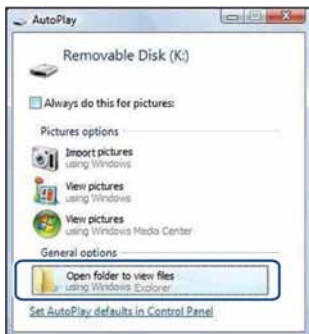 AutoPlay
Removable Disk (K:)
Always do this for pictures:
Pictures options
Import pictures
using Windows
View pictures
using Windows
View pictures
using Windows Media Center
General options
Open folder to view files
using Windows Explorer
Set AutoPlay defaults in Control Panel